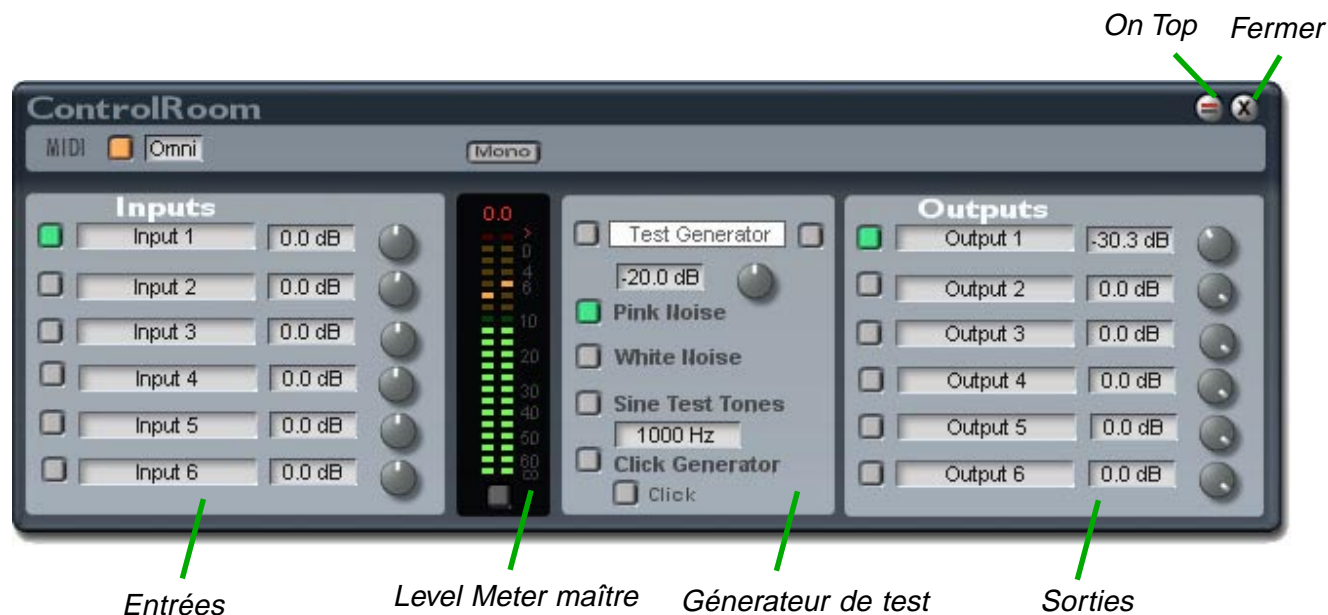 On Top Fermer
ControlRoom
MIDI Omni Mono
Inputs
Input 1 0.0 dB
Input 2 0.0 dB
Input 3 0.0 dB
Input 4 0.0 dB
Input 5 0.0 dB
Input 6 0.0 dB
0.0
>
0
4
6
10
20
30
40
50
60
∞
Test Generator
-20.0 dB
Pink Noise
White Noise
Sine Test Tones
1000 Hz
Click Generator
Click
Outputs
Output 1 -30.3 dB
Output 2 0.0 dB
Output 3 0.0 dB
Output 4 0.0 dB
Output 5 0.0 dB
Output 6 0.0 dB
Entrées Level Meter maître Génerateur de test Sorties